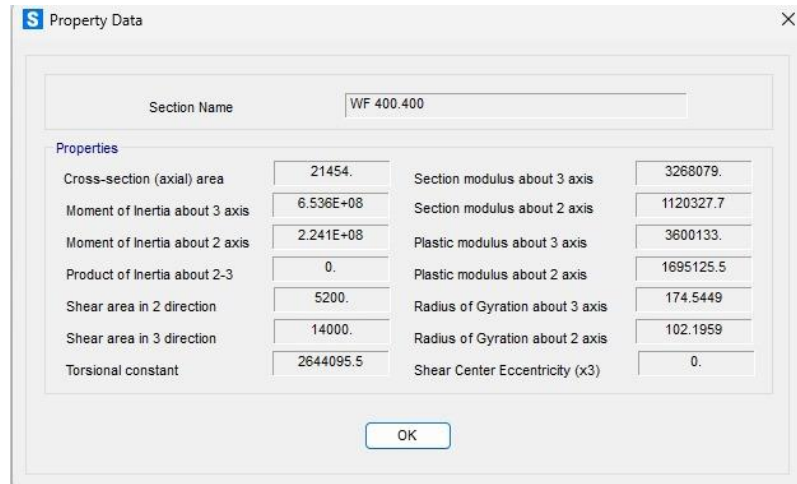 S Property Data
Section Name WF 400.400
Properties
Cross-section (axial) area 21454. Section modulus about 3 axis 3268079.
Moment of Inertia about 3 axis 6.536E+08 Section modulus about 2 axis 1120327.7
Moment of Inertia about 2 axis 2.241E+08 Plastic modulus about 3 axis 3600133.
Product of Inertia about 2-3 0. Plastic modulus about 2 axis 1695125.5
Shear area in 2 direction 5200. Radius of Gyration about 3 axis 174.5449
Shear area in 3 direction 14000. Radius of Gyration about 2 axis 102.1959
Torsional constant 2644095.5 Shear Center Eccentricity (x3) 0.
OK